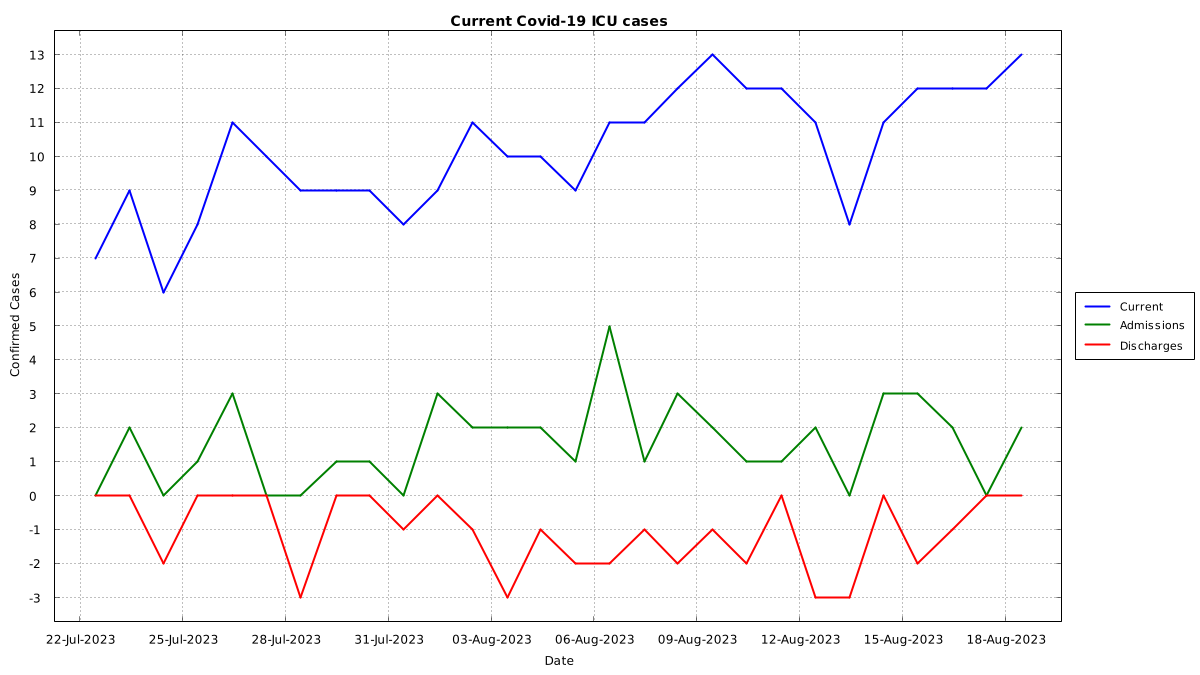 Current Covid-19 ICU cases
13
12
11
10
9
8
7
6
5
4
3
2
1
0
-1
-2
-3
Confirmed Cases
22-Jul-2023 25-Jul-2023 28-Jul-2023 31-Jul-2023 03-Aug-2023 06-Aug-2023 09-Aug-2023 12-Aug-2023 15-Aug-2023 18-Aug-2023
Date
Current
Admissions
Discharges